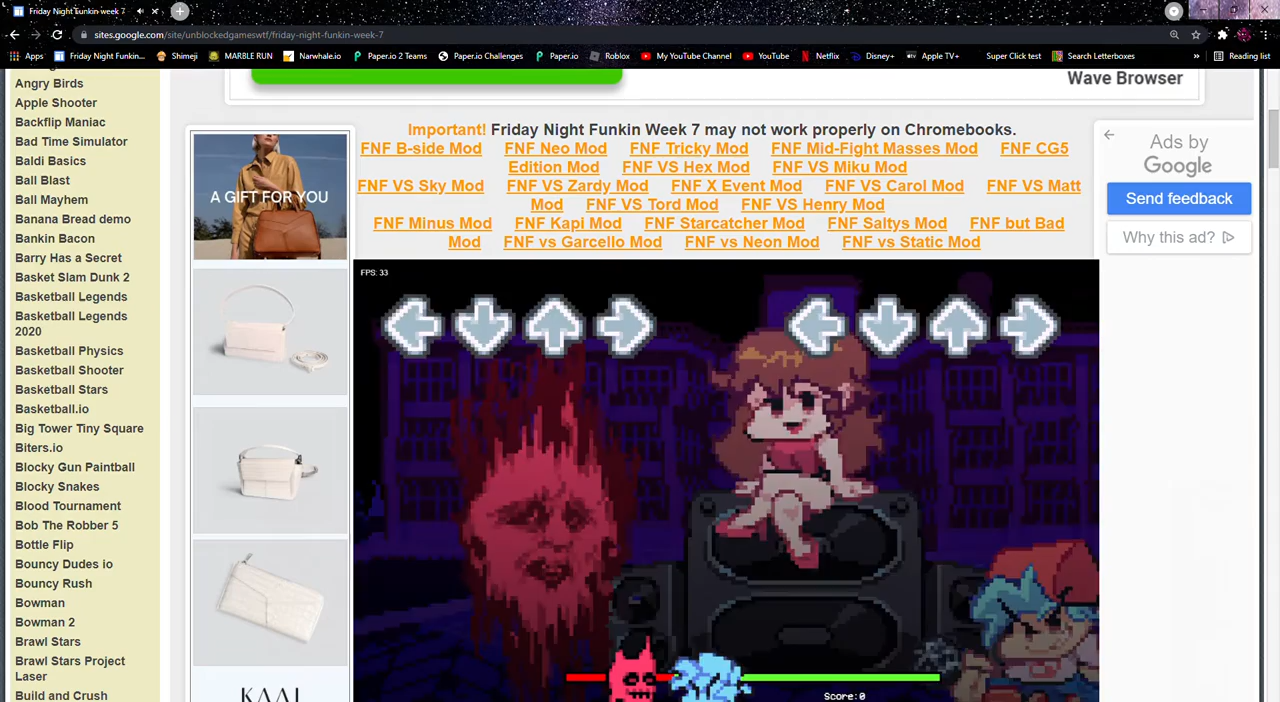 Friday Night Funkin week 7
sites.google.com/site/unblockedgameswtf/friday-night-funkin-week-7
Apps Friday Night Funkin... Shimeji MARBLE RUN Narwhale.io Paper.io 2 Teams Paper.io Challenges Paper.io Roblox My YouTube Channel YouTube Netflix Disney+ Apple TV+ Super Click test Search Letterboxes » Reading list
Angry Birds
Apple Shooter
Backflip Maniac
Bad Time Simulator
Baldi Basics
Ball Blast
Ball Mayhem
Banana Bread demo
Bankin Bacon
Barry Has a Secret
Basket Slam Dunk 2
Basketball Legends
Basketball Legends
2020
Basketball Physics
Basketball Shooter
Basketball Stars
Basketball.io
Big Tower Tiny Square
Biters.io
Blocky Gun Paintball
Blocky Snakes
Blood Tournament
Bob The Robber 5
Bottle Flip
Bouncy Dudes io
Bouncy Rush
Bowman
Bowman 2
Brawl Stars
Brawl Stars Project
Laser
Build and Crush
Wave Browser
Important! Friday Night Funkin Week 7 may not work properly on Chromebooks.
FNF B-side Mod FNF Neo Mod FNF Tricky Mod FNF Mid-Fight Masses Mod FNF CG5
Edition Mod FNF VS Hex Mod FNF VS Miku Mod
FNF VS Sky Mod FNF VS Zardy Mod FNF X Event Mod FNF VS Carol Mod FNF VS Matt
Mod FNF VS Tord Mod FNF VS Henry Mod
FNF Minus Mod FNF Kapi Mod FNF Starcatcher Mod FNF Saltys Mod FNF but Bad
Mod FNF vs Garcello Mod FNF vs Neon Mod FNF vs Static Mod
A GIFT FOR YOU
FPS: 33
Score:0
Ads by
Google
Send feedback
Why this ad?